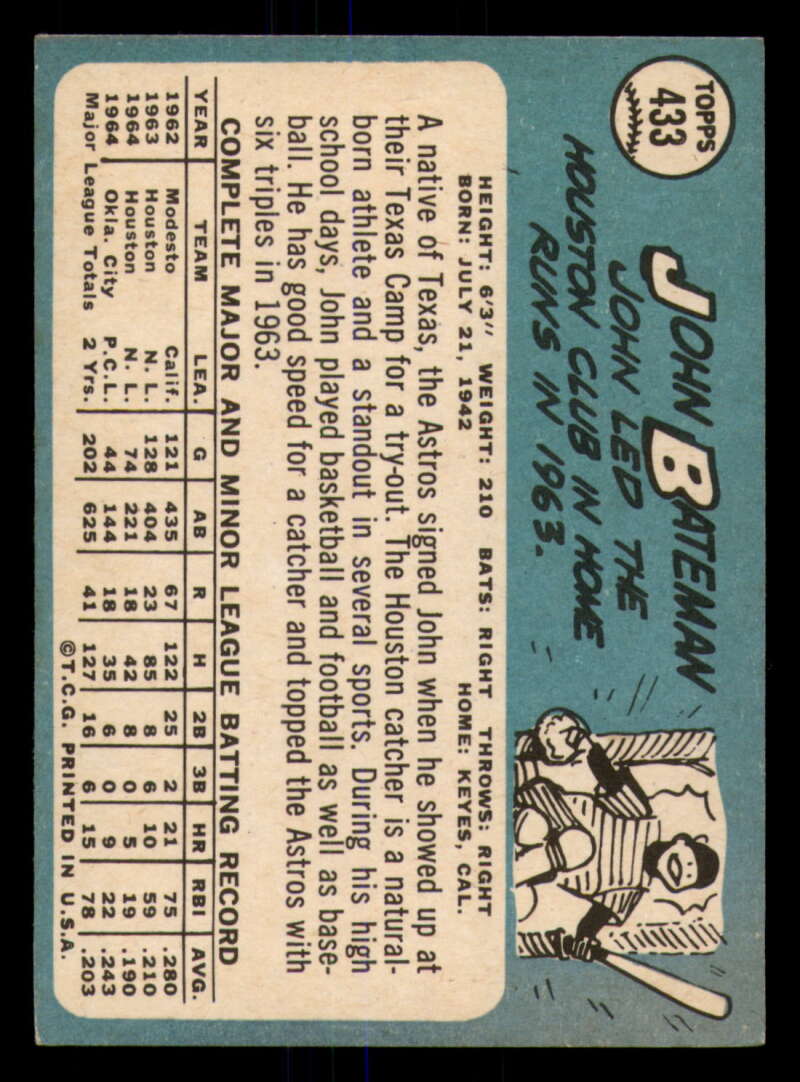 TOPPS
433
JOHN BATEMAN
JOHN LED THE
HOUSTON CLUB IN HOME
RUNS IN 1963.
HEIGHT: 6'3" WEIGHT: 210 BATS: RIGHT THROWS: RIGHT
BORN: JULY 21, 1942 HOME: KEYES, CAL.
A native of Texas, the Astros signed John when he showed up at
their Texas Camp for a try-out. The Houston catcher is a natural-
born athlete and a standout in several sports. During his high
school days, John played basketball and football as well as base-
ball. He has good speed for a catcher and topped the Astros with
six triples in 1963.
COMPLETE MAJOR AND MINOR LEAGUE BATTING RECORD
YEAR TEAM LEA. G AB R H 2B 3B HR RBI AVG.
1962 Modesto Calif. 121 435 67 122 25 2 21 75 .280
1963 Houston N. L. 128 404 23 85 8 6 10 59 .210
1964 Houston N. L. 74 221 18 42 8 0 5 19 .190
1964 Okla. City P.C.L. 44 144 18 35 6 0 9 22 .243
Major League Totals 2 Yrs. 202 625 41 127 16 6 15 78 .203
©T.C.G. PRINTED IN U.S.A.